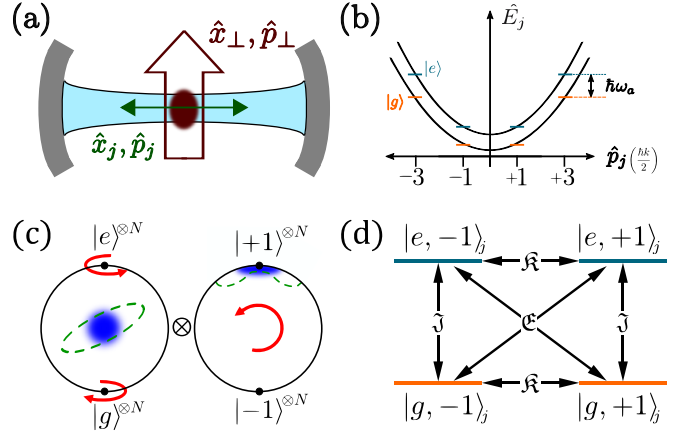 (a)
x̂⊥, p̂⊥
x̂j, p̂j
(b)
Êj
|e⟩
|g⟩
ħωa
p̂j (ħk/2)
−3 −1 +1 +3
(c)
|e⟩⊗N |+1⟩⊗N
⊗
|g⟩⊗N |−1⟩⊗N
(d)
|e, −1⟩j |e, +1⟩j
𝔎
ℑ 𝔈 ℑ
𝔎
|g, −1⟩j |g, +1⟩j